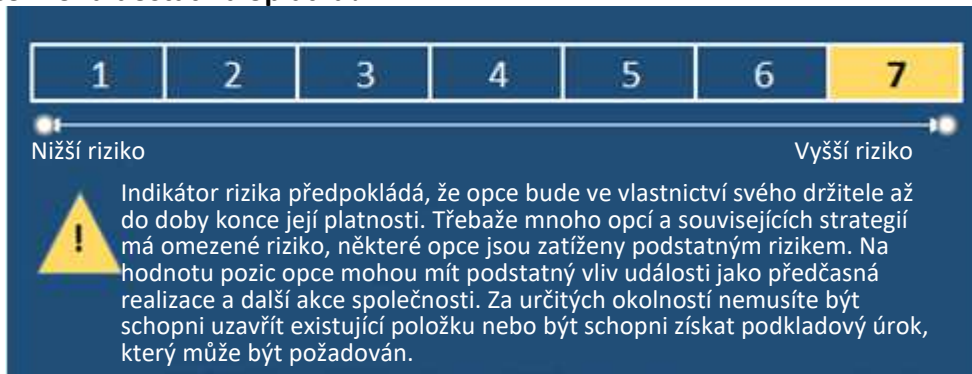 1 2 3 4 5 6 7
Nižší riziko Vyšší riziko
! Indikátor rizika předpokládá, že opce bude ve vlastnictví svého držitele až
do doby konce její platnosti. Třebaže mnoho opcí a souvisejících strategií
má omezené riziko, některé opce jsou zatíženy podstatným rizikem. Na
hodnotu pozic opce mohou mít podstatný vliv události jako předčasná
realizace a další akce společnosti. Za určitých okolností nemusíte být
schopni uzavřít existující položku nebo být schopni získat podkladový úrok,
který může být požadován.